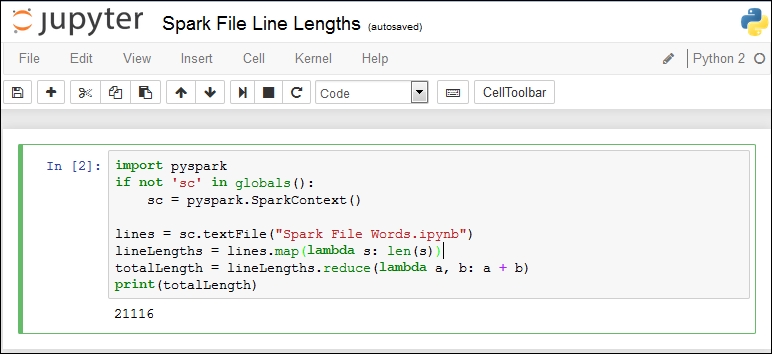 jupyter Spark File Line Lengths (autosaved)
File Edit View Insert Cell Kernel Help Python 2
Code CellToolbar
In [2]: import pyspark
if not 'sc' in globals():
    sc = pyspark.SparkContext()

lines = sc.textFile("Spark File Words.ipynb")
lineLengths = lines.map(lambda s: len(s))
totalLength = lineLengths.reduce(lambda a, b: a + b)
print(totalLength)
21116